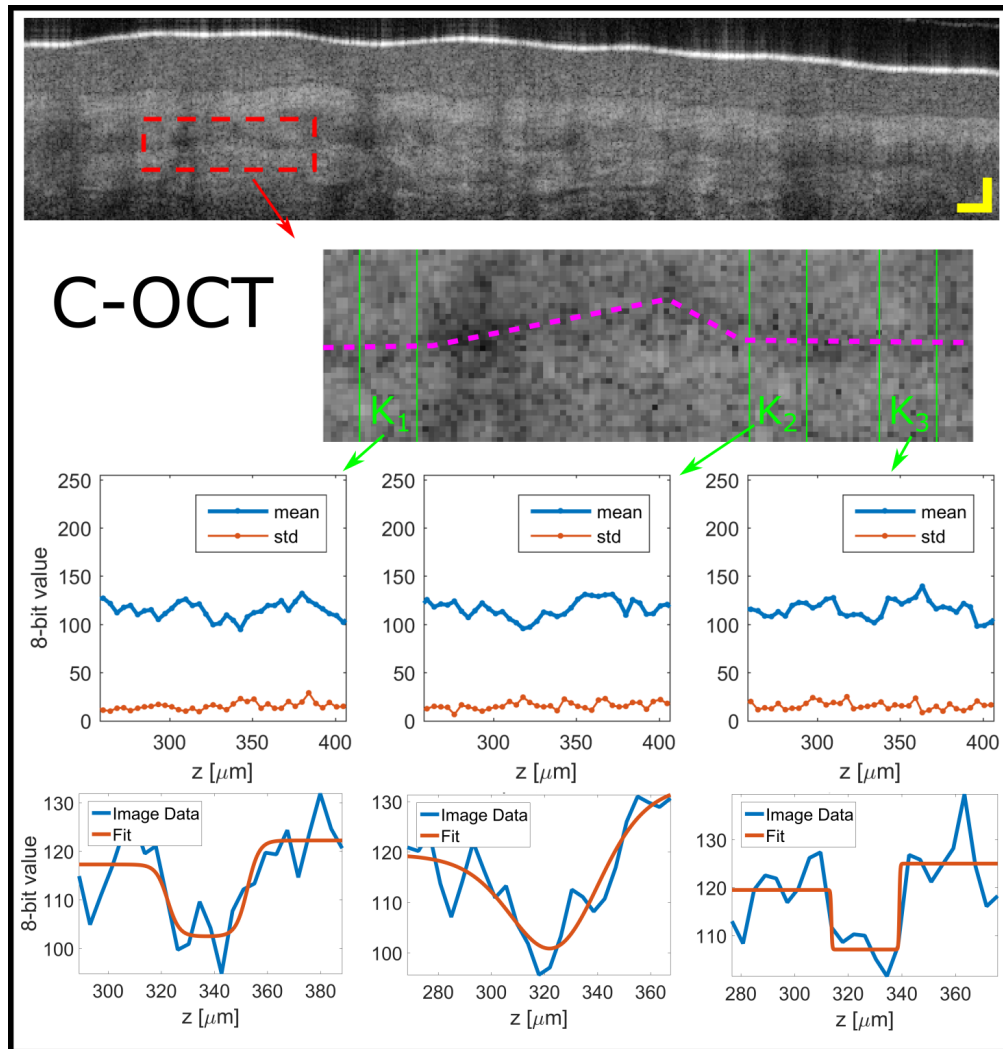 C-OCT
K1 K2 K3
250
200
150
100
50
0
8-bit value
mean
std
300 350 400
z [μm]
250
200
150
100
50
0
mean
std
300 350 400
z [μm]
250
200
150
100
50
0
mean
std
300 350 400
z [μm]
130
120
110
100
8-bit value
Image Data
Fit
300 320 340 360 380
z [μm]
130
120
110
100
Image Data
Fit
280 300 320 340 360
z [μm]
130
120
110
Image Data
Fit
280 300 320 340 360
z [μm]